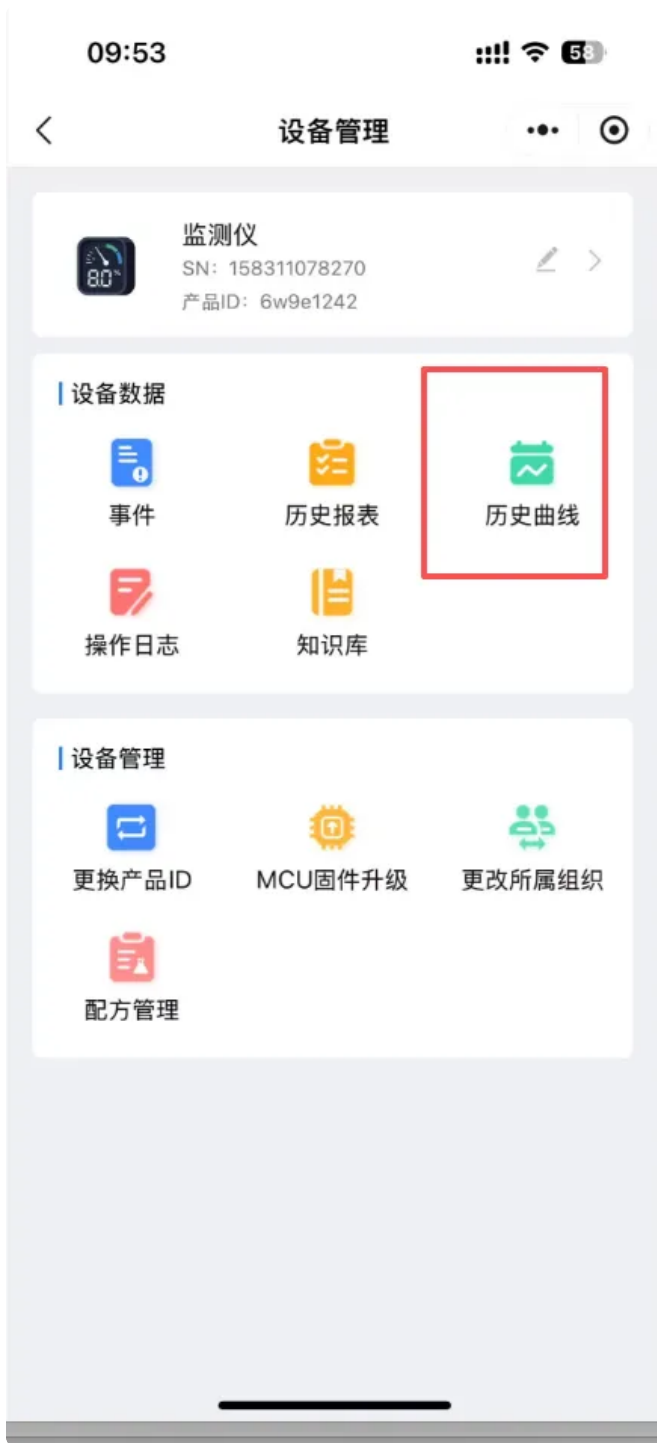 09:53
58
设备管理
监测仪
8.0%
SN：158311078270
产品ID：6w9e1242
设备数据
事件
历史报表
历史曲线
操作日志
知识库
设备管理
更换产品ID
MCU固件升级
更改所属组织
配方管理